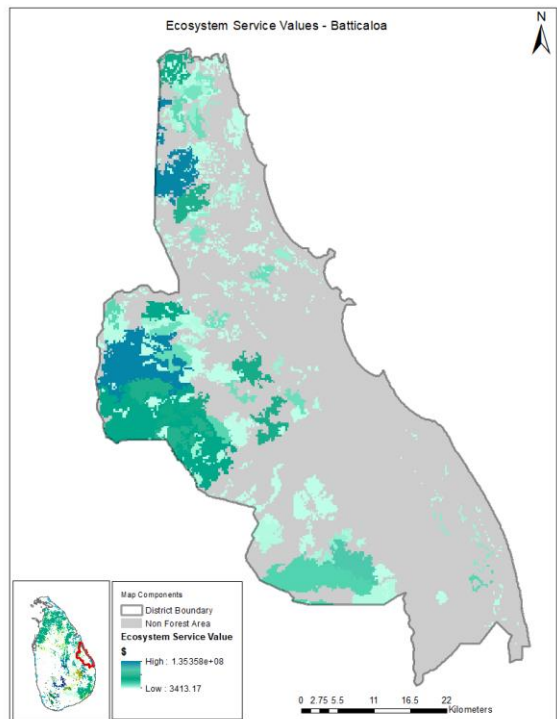 Ecosystem Service Values - Batticaloa
N
Map Components
District Boundary
Non Forest Area
Ecosystem Service Value
$
High : 1.35358e+08
Low : 3413.17
0 2.75 5.5 11 16.5 22
Kilometers